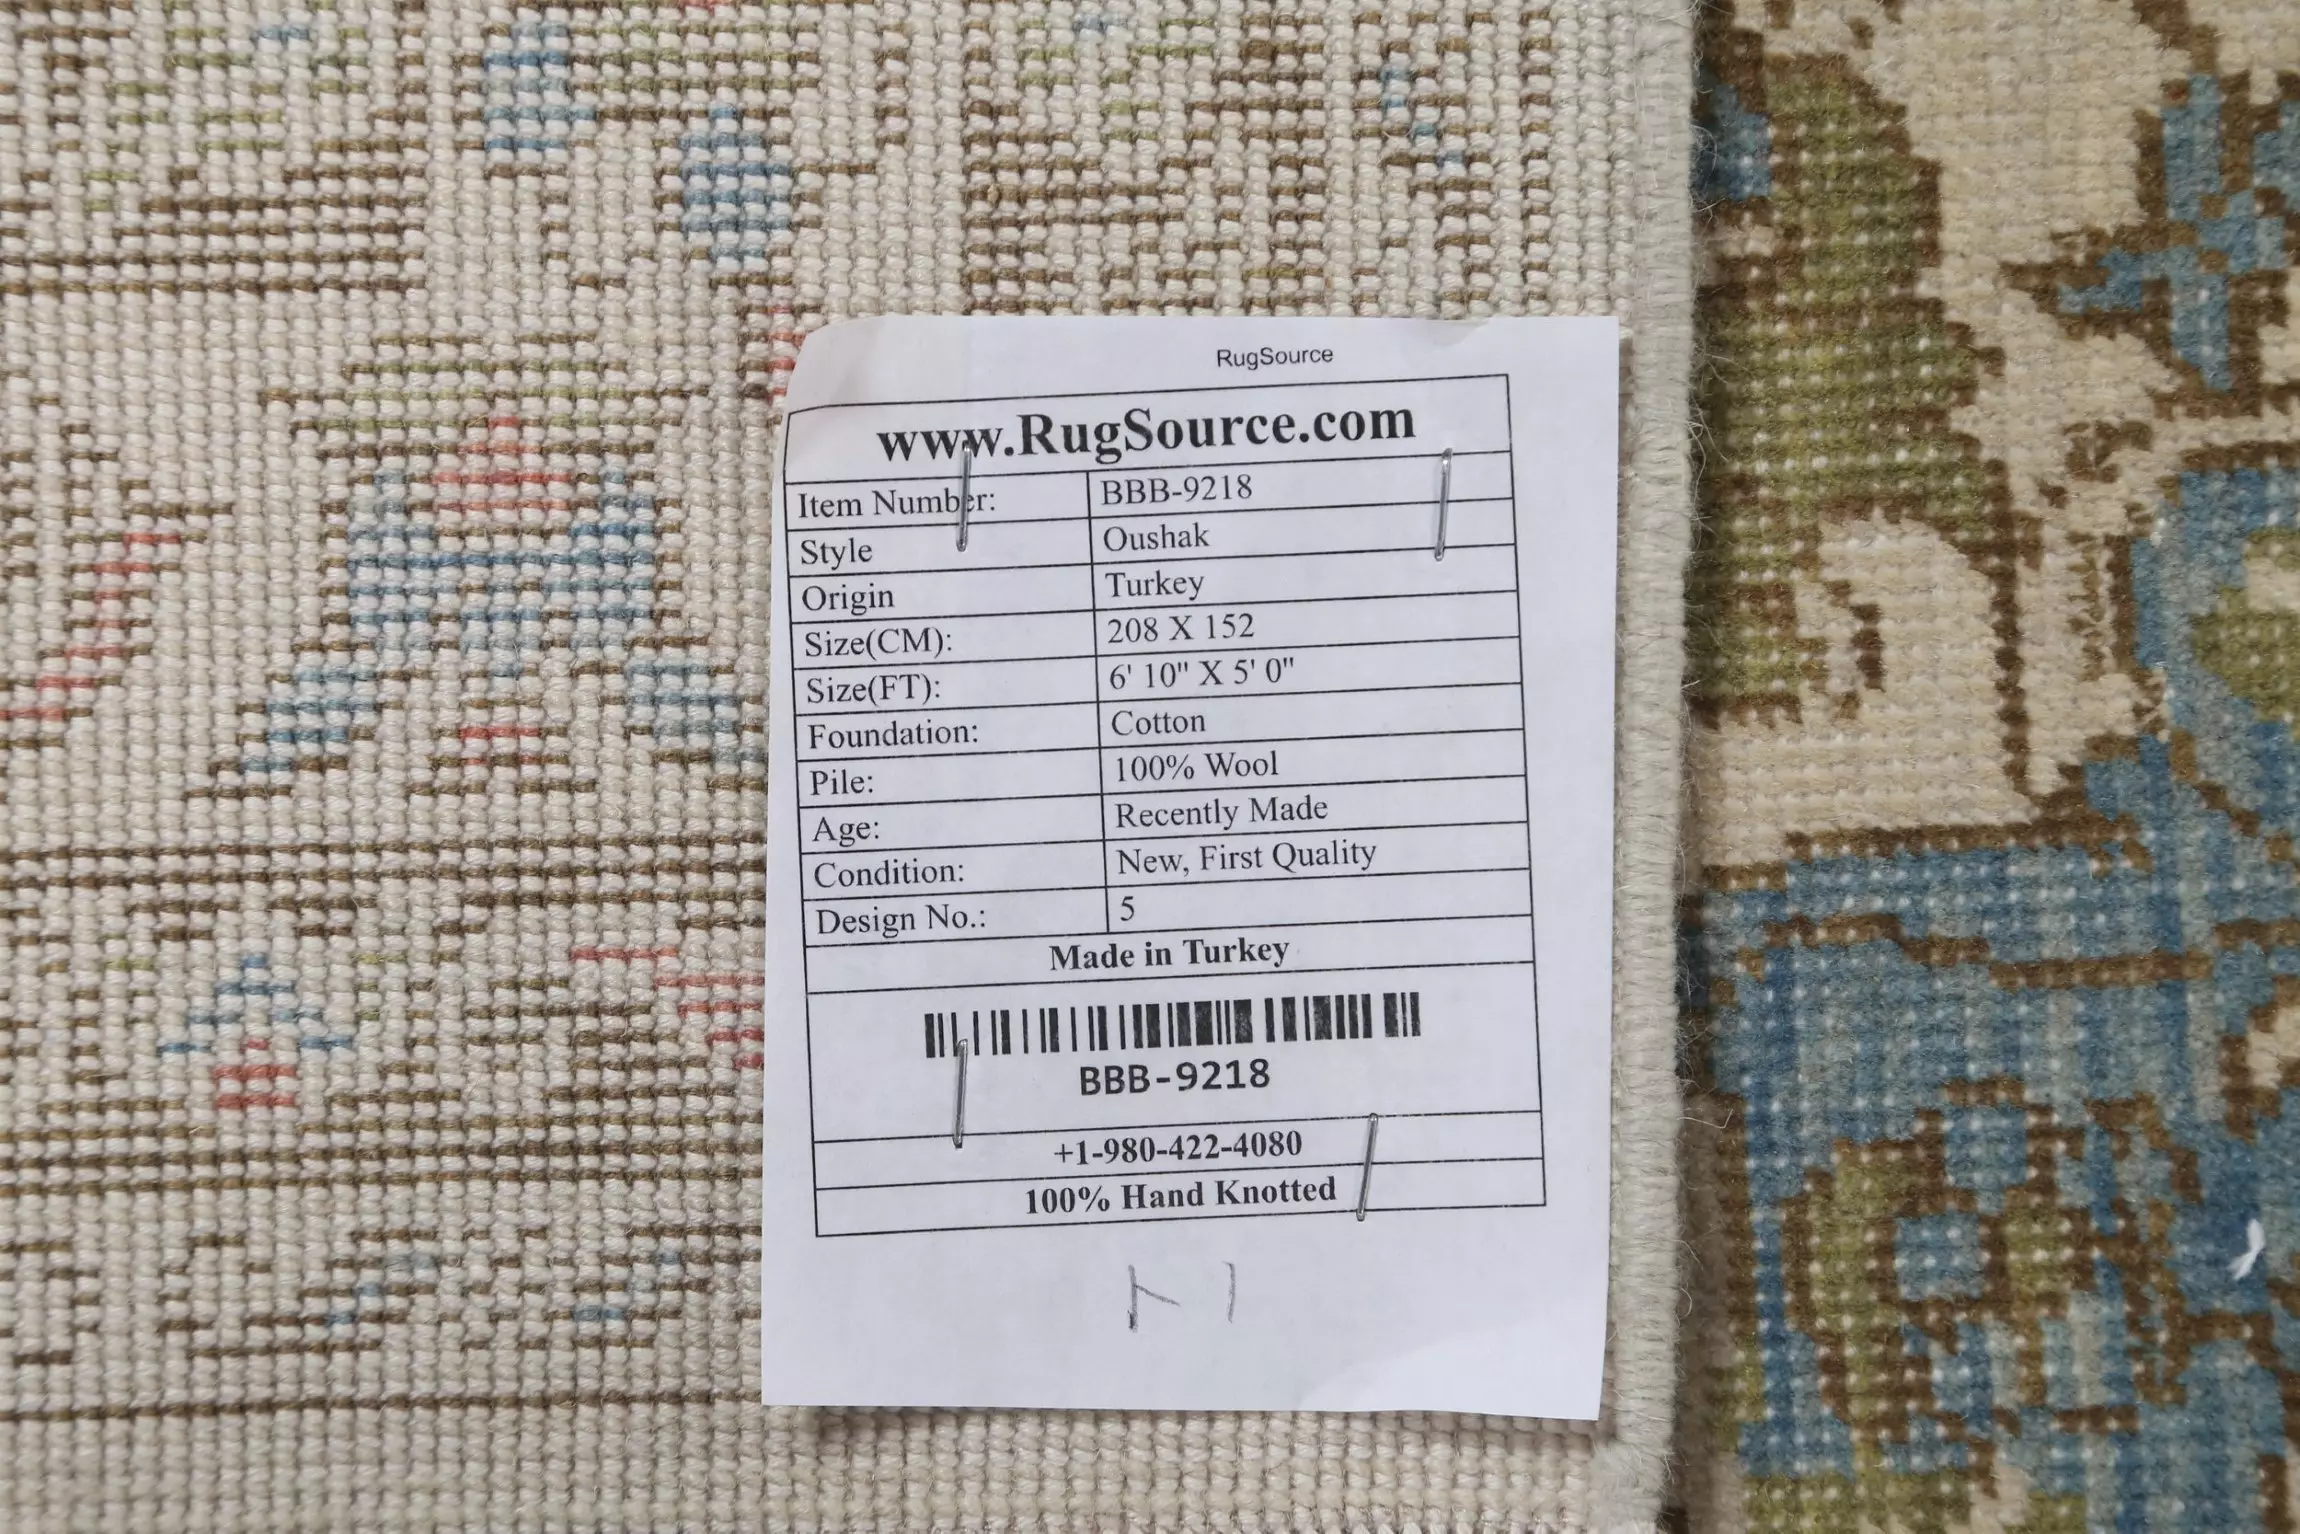 RugSource
www.RugSource.com
Item Number: BBB-9218
Style Oushak
Origin Turkey
Size(CM): 208 X 152
Size(FT): 6' 10" X 5' 0"
Foundation: Cotton
Pile: 100% Wool
Age: Recently Made
Condition: New, First Quality
Design No.: 5
Made in Turkey
BBB-9218
+1-980-422-4080
100% Hand Knotted